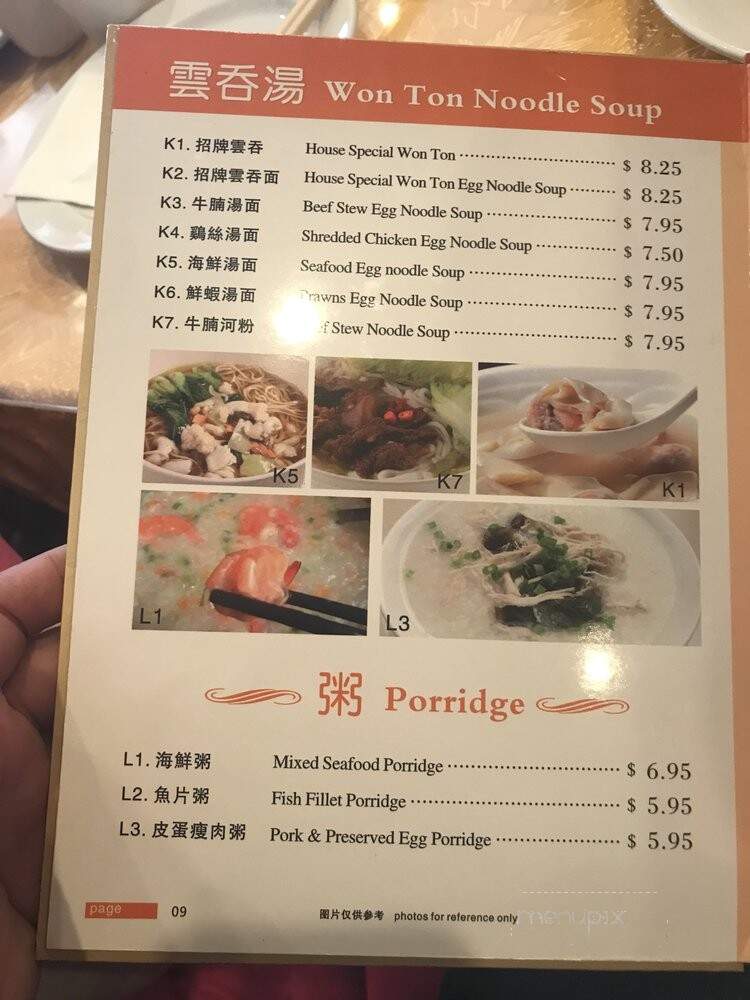 雲吞湯 Won Ton Noodle Soup
K1. 招牌雲吞 House Special Won Ton $ 8.25
K2. 招牌雲吞面 House Special Won Ton Egg Noodle Soup $ 8.25
K3. 牛腩湯面 Beef Stew Egg Noodle Soup $ 7.95
K4. 鷄絲湯面 Shredded Chicken Egg Noodle Soup $ 7.50
K5. 海鮮湯面 Seafood Egg noodle Soup $ 7.95
K6. 鮮蝦湯面 Prawns Egg Noodle Soup $ 7.95
K7. 牛腩河粉 Stew Noodle Soup $ 7.95
K5 K7 K1
L1 L3
粥 Porridge
L1. 海鮮粥 Mixed Seafood Porridge $ 6.95
L2. 魚片粥 Fish Fillet Porridge $ 5.95
L3. 皮蛋瘦肉粥 Pork & Preserved Egg Porridge $ 5.95
page 09 图片仅供参考 photos for reference only
menupix